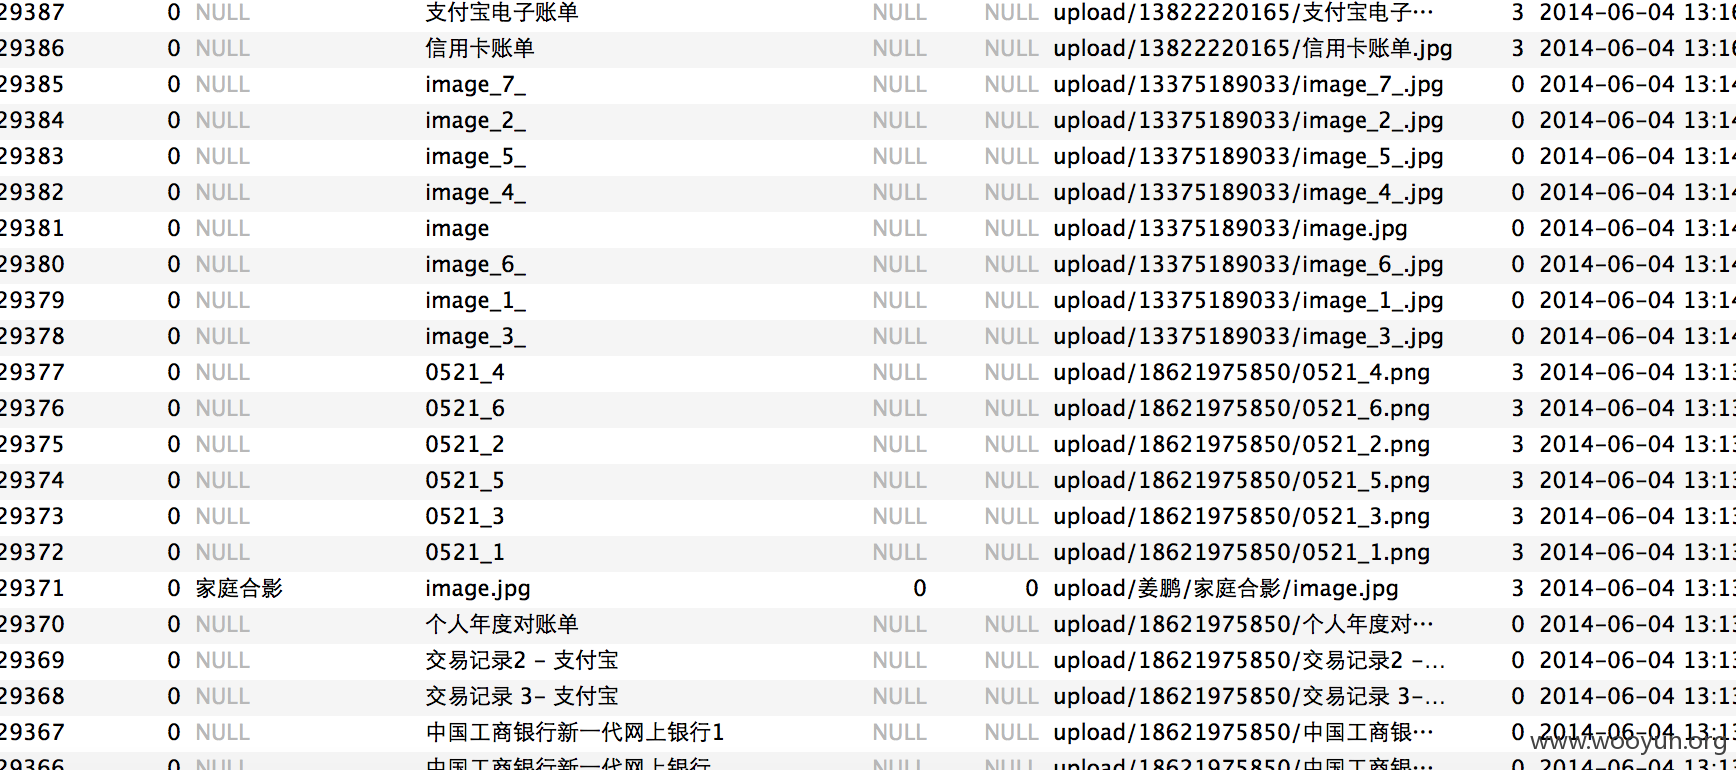 29387 0 NULL 支付宝电子账单 NULL NULL upload/13822220165/支付宝电子… 3 2014-06-04 13:16
29386 0 NULL 信用卡账单 NULL NULL upload/13822220165/信用卡账单.jpg 3 2014-06-04 13:16
29385 0 NULL image_7_ NULL NULL upload/13375189033/image_7_.jpg 0 2014-06-04 13:14
29384 0 NULL image_2_ NULL NULL upload/13375189033/image_2_.jpg 0 2014-06-04 13:14
29383 0 NULL image_5_ NULL NULL upload/13375189033/image_5_.jpg 0 2014-06-04 13:14
29382 0 NULL image_4_ NULL NULL upload/13375189033/image_4_.jpg 0 2014-06-04 13:14
29381 0 NULL image NULL NULL upload/13375189033/image.jpg 0 2014-06-04 13:14
29380 0 NULL image_6_ NULL NULL upload/13375189033/image_6_.jpg 0 2014-06-04 13:14
29379 0 NULL image_1_ NULL NULL upload/13375189033/image_1_.jpg 0 2014-06-04 13:14
29378 0 NULL image_3_ NULL NULL upload/13375189033/image_3_.jpg 0 2014-06-04 13:14
29377 0 NULL 0521_4 NULL NULL upload/18621975850/0521_4.png 3 2014-06-04 13:13
29376 0 NULL 0521_6 NULL NULL upload/18621975850/0521_6.png 3 2014-06-04 13:13
29375 0 NULL 0521_2 NULL NULL upload/18621975850/0521_2.png 3 2014-06-04 13:13
29374 0 NULL 0521_5 NULL NULL upload/18621975850/0521_5.png 3 2014-06-04 13:13
29373 0 NULL 0521_3 NULL NULL upload/18621975850/0521_3.png 3 2014-06-04 13:13
29372 0 NULL 0521_1 NULL NULL upload/18621975850/0521_1.png 3 2014-06-04 13:13
29371 0 家庭合影 image.jpg 0 0 upload/姜鹏/家庭合影/image.jpg 3 2014-06-04 13:13
29370 0 NULL 个人年度对账单 NULL NULL upload/18621975850/个人年度对… 0 2014-06-04 13:13
29369 0 NULL 交易记录2 - 支付宝 NULL NULL upload/18621975850/交易记录2 -… 0 2014-06-04 13:13
29368 0 NULL 交易记录 3- 支付宝 NULL NULL upload/18621975850/交易记录 3-… 0 2014-06-04 13:13
29367 0 NULL 中国工商银行新一代网上银行1 NULL NULL upload/18621975850/中国工商银… 0 2014-06-04 13:13
www.wooyun.org
29366 0 NULL 中国工商银行新一代网上银行 NULL NULL upload/18621975850/中国工商银… 0 2014-06-04 13:13